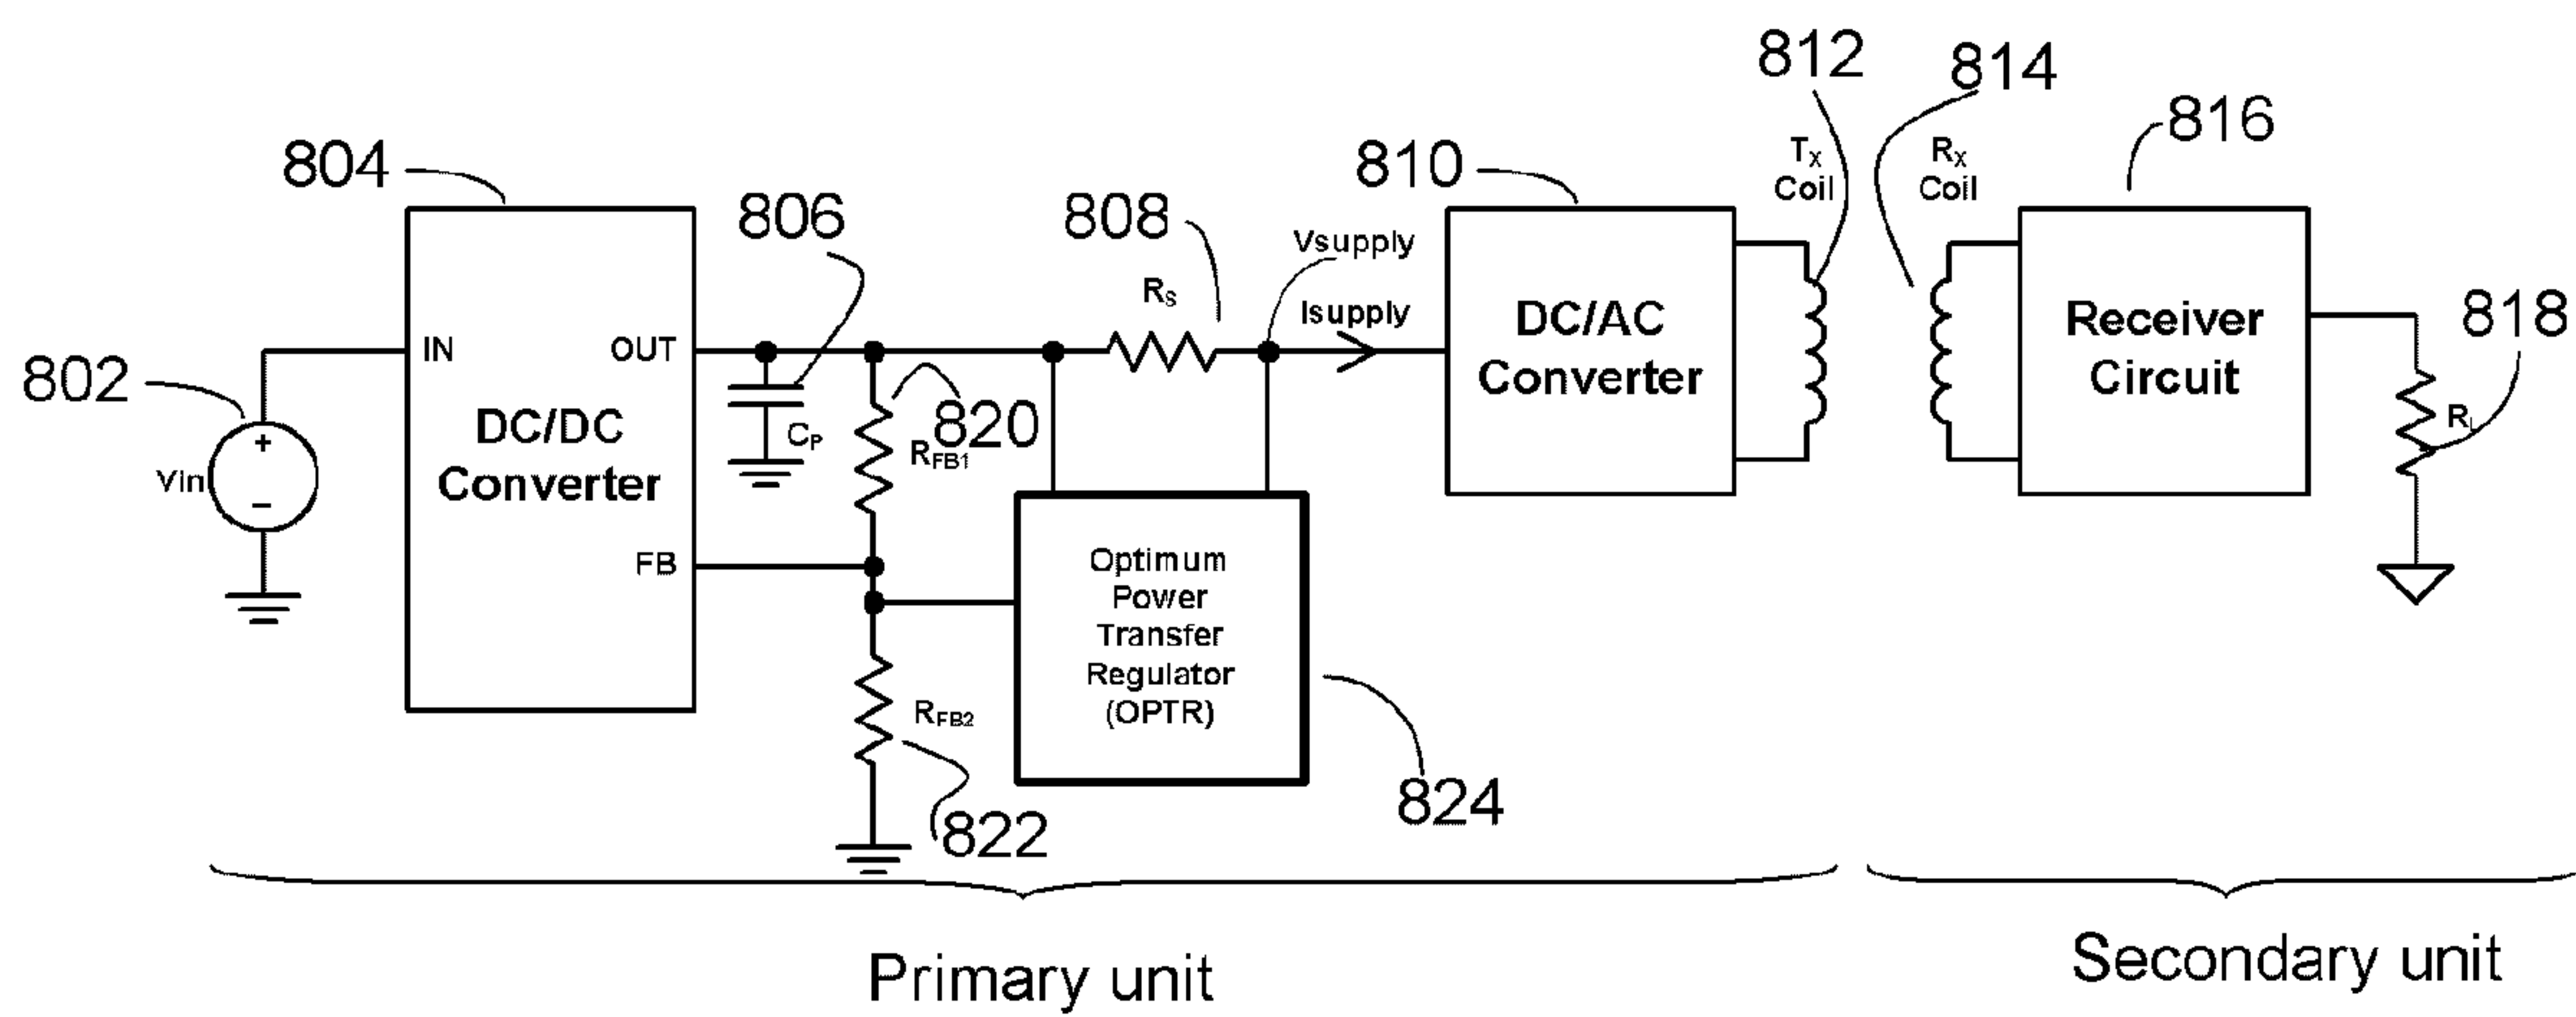 812
814
816
804
810
806
808
TX
Coil
RX
Coil
Vsupply
RS
Isupply
818
802
IN
OUT
DC/AC
Converter
Receiver
Circuit
DC/DC
Converter
820
CP
RFB1
RL
+
Vin
−
FB
Optimum
Power
Transfer
Regulator
(OPTR)
RFB2
824
822
Primary unit
Secondary unit